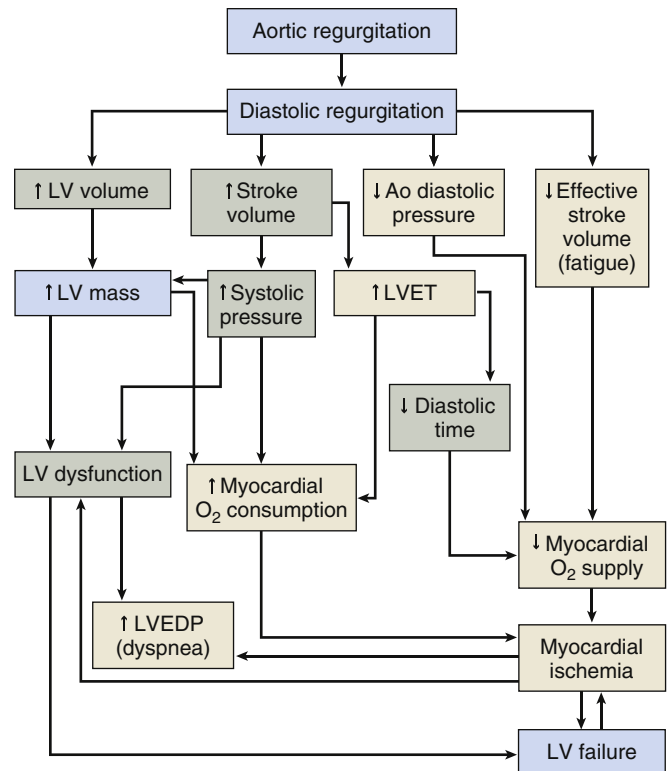 Aortic regurgitation
Diastolic regurgitation
↑ LV volume
↑ Stroke
volume
↓ Ao diastolic
pressure
↓ Effective
stroke
volume
(fatigue)
↑ LV mass
↑ Systolic
pressure
↑ LVET
↓ Diastolic
time
LV dysfunction
↑ Myocardial
O₂ consumption
↓ Myocardial
O₂ supply
↑ LVEDP
(dyspnea)
Myocardial
ischemia
LV failure